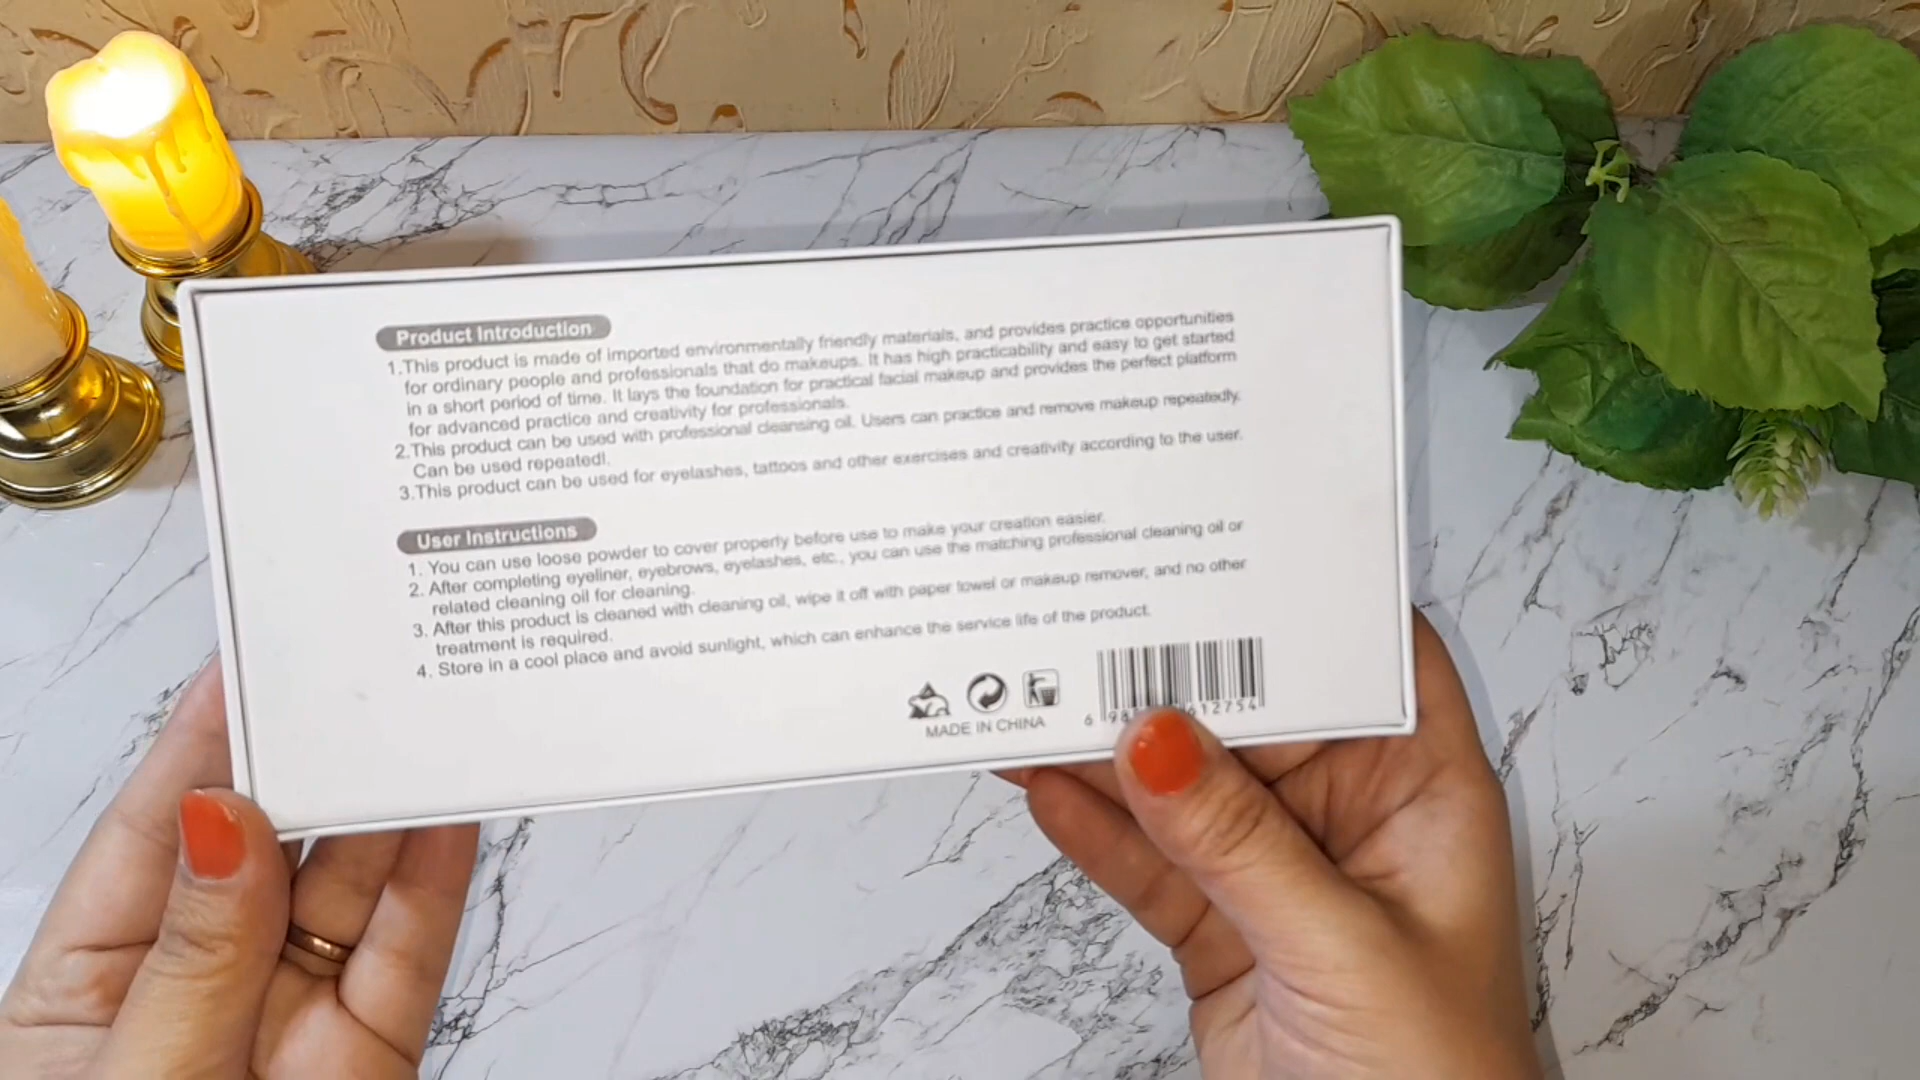 Product Introduction
1.This product is made of imported environmentally friendly materials, and provides practice opportunities
for ordinary people and professionals that do makeups. It has high practicability and easy to get started
in a short period of time. It lays the foundation for practical facial makeup and provides the perfect platform
for advanced practice and creativity for professionals.
2.This product can be used with professional cleansing oil. Users can practice and remove makeup repeatedly.
Can be used repeatedl.
3.This product can be used for eyelashes, tattoos and other exercises and creativity according to the user.
User Instructions
1. You can use loose powder to cover property before use to make your creation easier.
2. After completing eyeliner, eyebrows, eyelashes, etc., you can use the matching professional cleaning oil or
related cleaning oil for cleaning.
3. After this product is cleaned with cleaning oil, wipe it off with paper towel or makeup remover, and no other
treatment is required.
4. Store in a cool place and avoid sunlight, which can enhance the service life of the product.
MADE IN CHINA